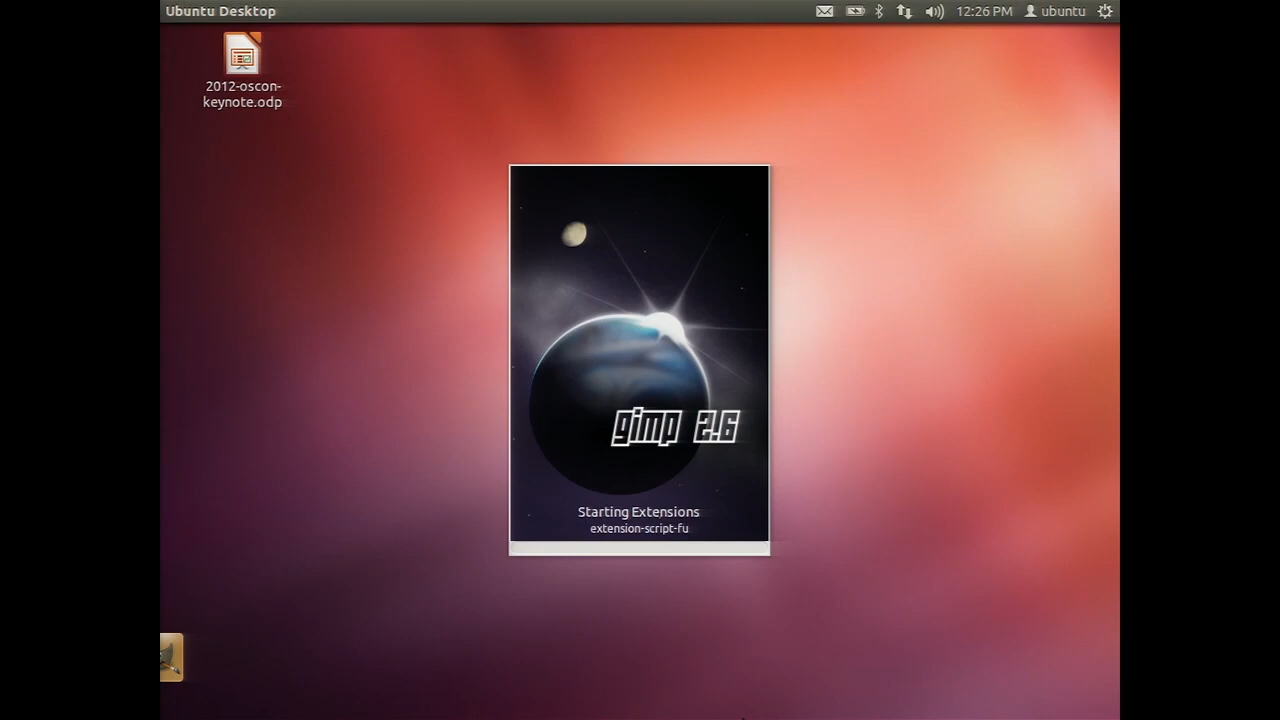 Ubuntu Desktop
12:26 PM
ubuntu
2012-oscon-
keynote.odp
gimp 2.6
Starting Extensions
extension-script-fu